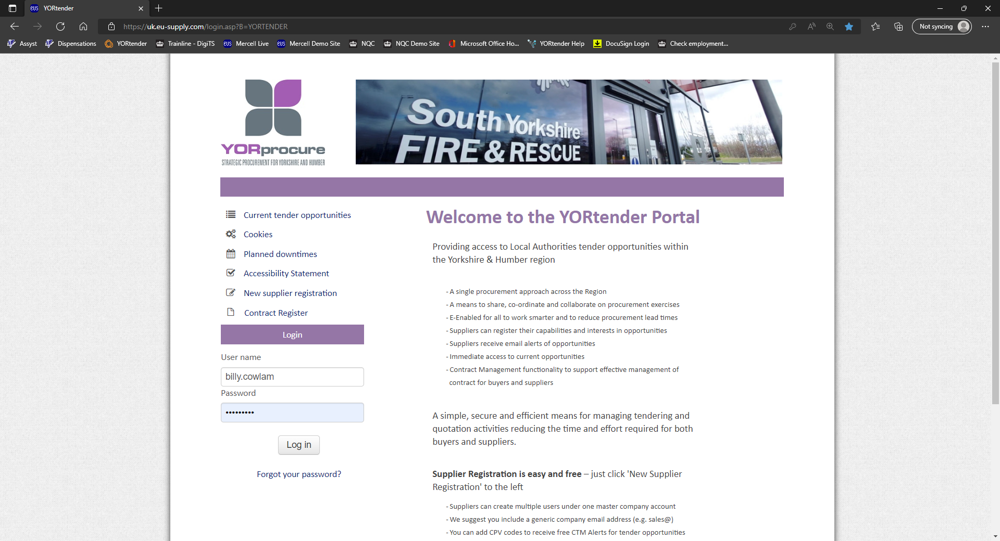 YORtender
https://uk.eu-supply.com/login.asp?B=YORTENDER
Not syncing
Assyst
Dispensations
YORtender
Trainline - DigiTS
eus Mercell Live
eus Mercell Demo Site
NQC
NQC Demo Site
Microsoft Office Ho...
YORtender Help
DocuSign Login
Check employment...
YORprocure
STRATEGIC PROCUREMENT FOR YORKSHIRE AND HUMBER
South Yorkshire
FIRE & RESCUE
Current tender opportunities
Cookies
Planned downtimes
Accessibility Statement
New supplier registration
Contract Register
Login
User name
billy.cowlam
Password
•••••••••
Log in
Forgot your password?
Welcome to the YORtender Portal
Providing access to Local Authorities tender opportunities within
the Yorkshire & Humber region
- A single procurement approach across the Region
- A means to share, co-ordinate and collaborate on procurement exercises
- E-Enabled for all to work smarter and to reduce procurement lead times
- Suppliers can register their capabilities and interests in opportunities
- Suppliers receive email alerts of opportunities
- Immediate access to current opportunities
- Contract Management functionality to support effective management of
contract for buyers and suppliers
A simple, secure and efficient means for managing tendering and
quotation activities reducing the time and effort required for both
buyers and suppliers.
Supplier Registration is easy and free – just click 'New Supplier
Registration' to the left
- Suppliers can create multiple users under one master company account
- We suggest you include a generic company email address (e.g. sales@)
- You can add CPV codes to receive free CTM Alerts for tender opportunities